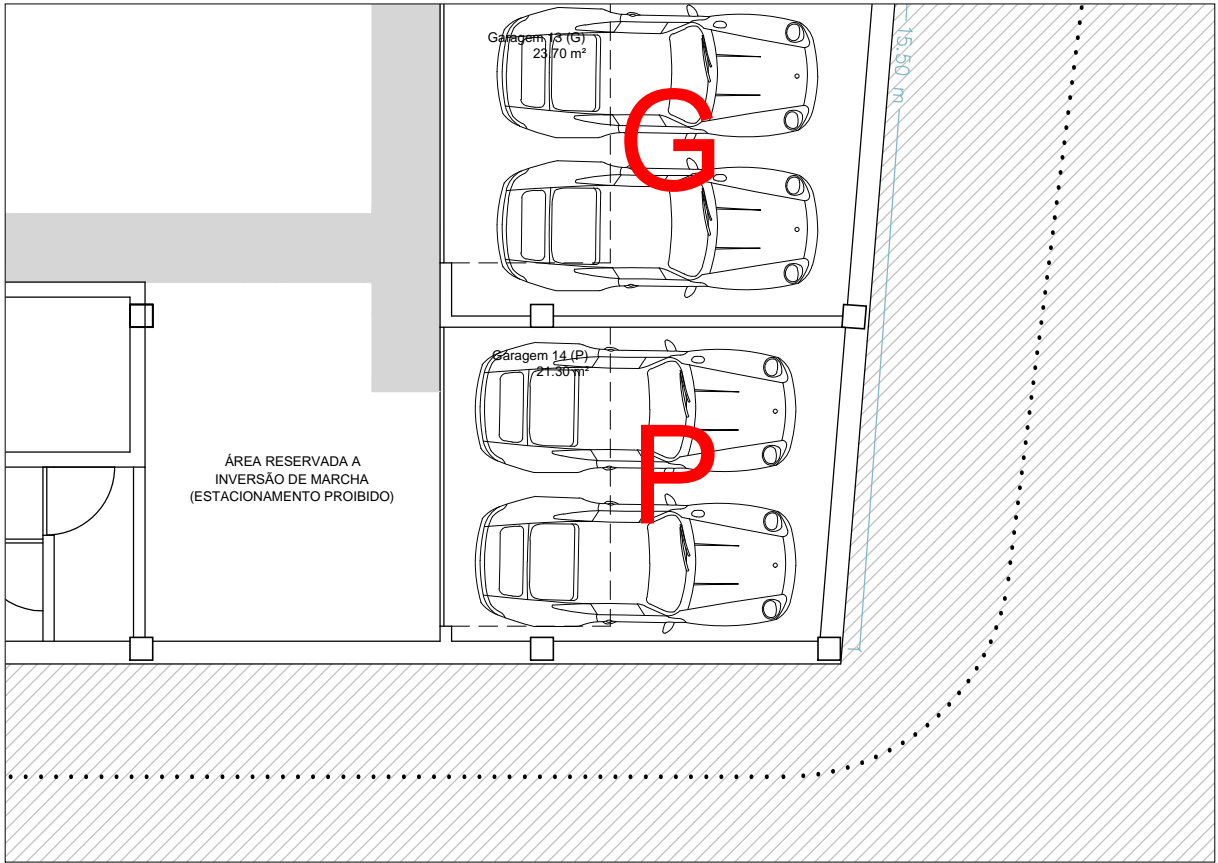 Garagem 13 (G)
23.70 m²
15.50 m
G
Garagem 14 (P)
21.30 m²
P
ÁREA RESERVADA A
INVERSÃO DE MARCHA
(ESTACIONAMENTO PROIBIDO)